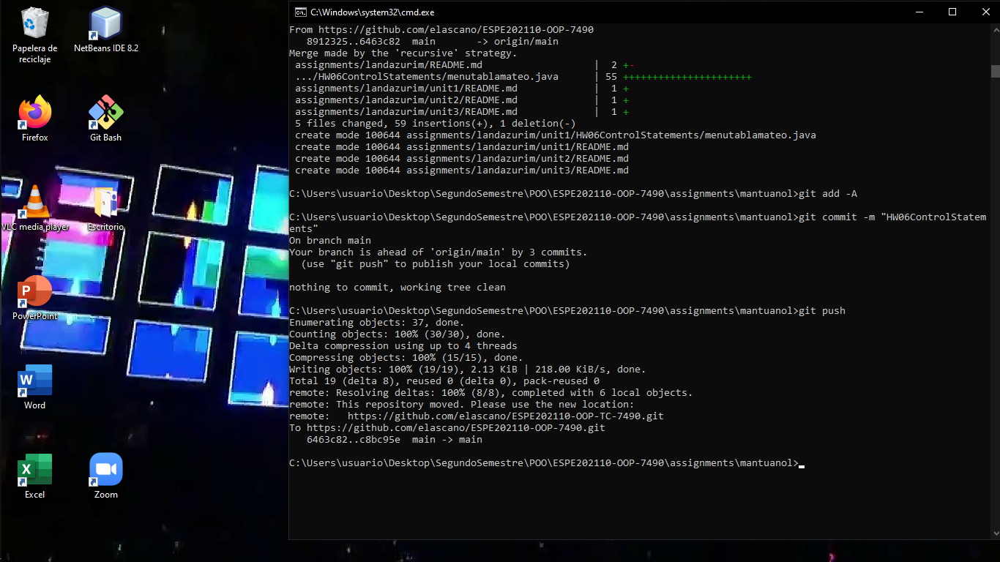 Papelera de
reciclaje
NetBeans IDE 8.2
Firefox
Git Bash
VLC media player
Escritorio
P
PowerPoint
W
Word
X
Excel
Zoom
C:\Windows\system32\cmd.exe
From https://github.com/elascano/ESPE202110-OOP-7490
8912325..6463c82  main       -> origin/main
Merge made by the 'recursive' strategy.
assignments/landazurim/README.md                   |  2 +-
.../HW06ControlStatements/menutablamateo.java      | 55 ++++++++++++++++++++++
assignments/landazurim/unit1/README.md             |  1 +
assignments/landazurim/unit2/README.md             |  1 +
assignments/landazurim/unit3/README.md             |  1 +
5 files changed, 59 insertions(+), 1 deletion(-)
create mode 100644 assignments/landazurim/unit1/HW06ControlStatements/menutablamateo.java
create mode 100644 assignments/landazurim/unit1/README.md
create mode 100644 assignments/landazurim/unit2/README.md
create mode 100644 assignments/landazurim/unit3/README.md
C:\Users\usuario\Desktop\SegundoSemestre\POO\ESPE202110-OOP-7490\assignments\mantuanol>git add -A
C:\Users\usuario\Desktop\SegundoSemestre\POO\ESPE202110-OOP-7490\assignments\mantuanol>git commit -m "HW06ControlStatem
ents"
On branch main
Your branch is ahead of 'origin/main' by 3 commits.
(use "git push" to publish your local commits)
nothing to commit, working tree clean
C:\Users\usuario\Desktop\SegundoSemestre\POO\ESPE202110-OOP-7490\assignments\mantuanol>git push
Enumerating objects: 37, done.
Counting objects: 100% (30/30), done.
Delta compression using up to 4 threads
Compressing objects: 100% (15/15), done.
Writing objects: 100% (19/19), 2.13 KiB | 218.00 KiB/s, done.
Total 19 (delta 8), reused 0 (delta 0), pack-reused 0
remote: Resolving deltas: 100% (8/8), completed with 6 local objects.
remote: This repository moved. Please use the new location:
remote:   https://github.com/elascano/ESPE202110-OOP-TC-7490.git
To https://github.com/elascano/ESPE202110-OOP-7490.git
6463c82..c8bc95e  main -> main
C:\Users\usuario\Desktop\SegundoSemestre\POO\ESPE202110-OOP-7490\assignments\mantuanol>